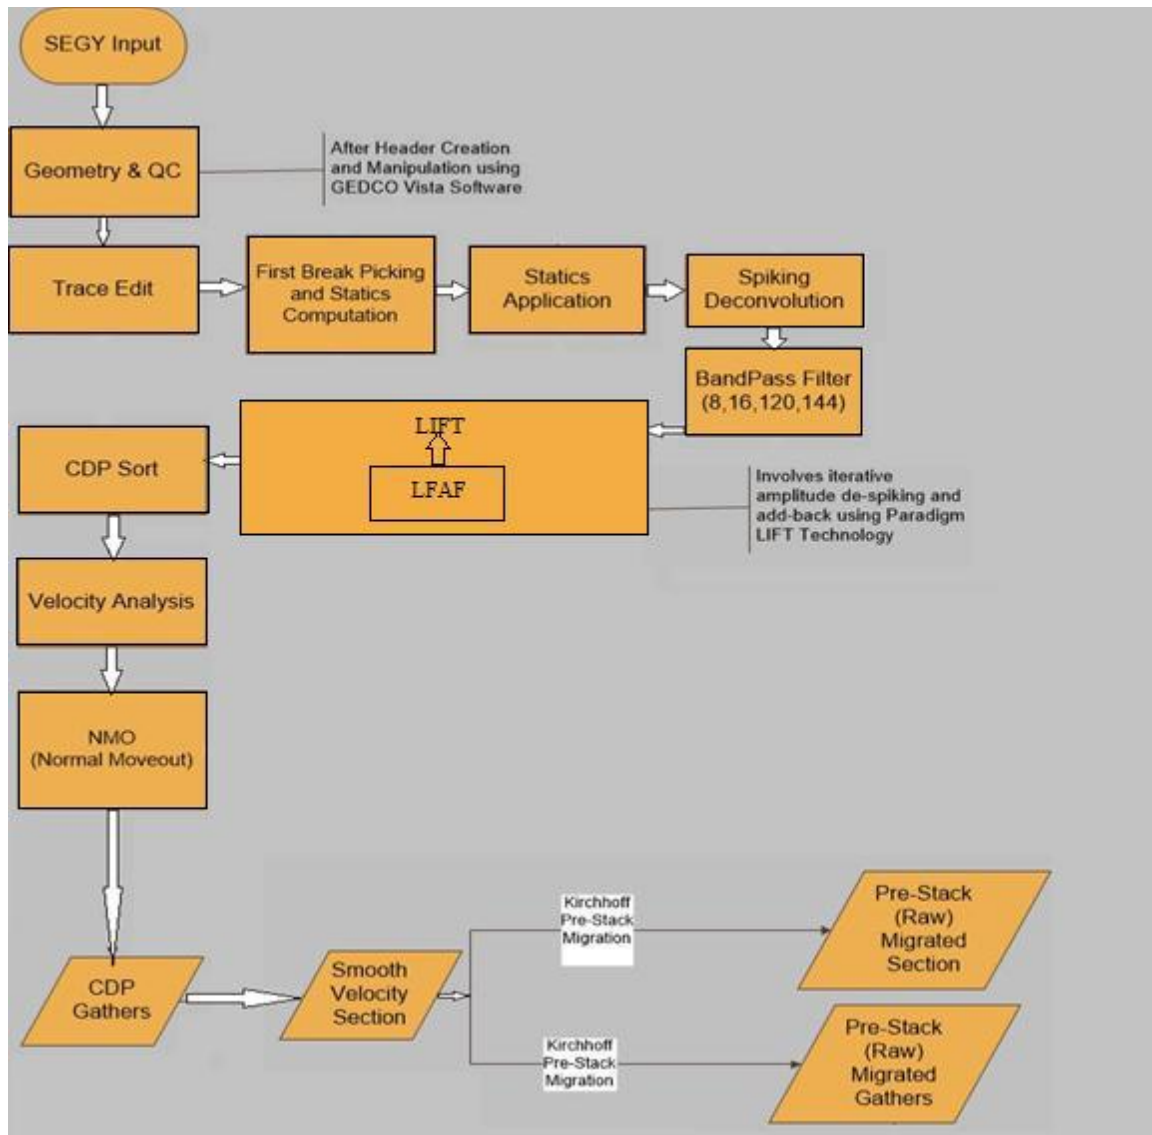 SEGY Input
Geometry & QC
After Header Creation
and Manipulation using
GEDCO Vista Software
Trace Edit
First Break Picking
and Statics
Computation
Statics
Application
Spiking
Deconvolution
BandPass Filter
(8,16,120,144)
LIFT
LFAF
Involves iterative
amplitude de-spiking and
add-back using Paradigm
LIFT Technology
CDP Sort
Velocity Analysis
NMO
(Normal Moveout)
CDP
Gathers
Smooth
Velocity
Section
Kirchhoff
Pre-Stack
Migration
Pre-Stack
(Raw)
Migrated
Section
Kirchhoff
Pre-Stack
Migration
Pre-Stack
(Raw)
Migrated
Gathers